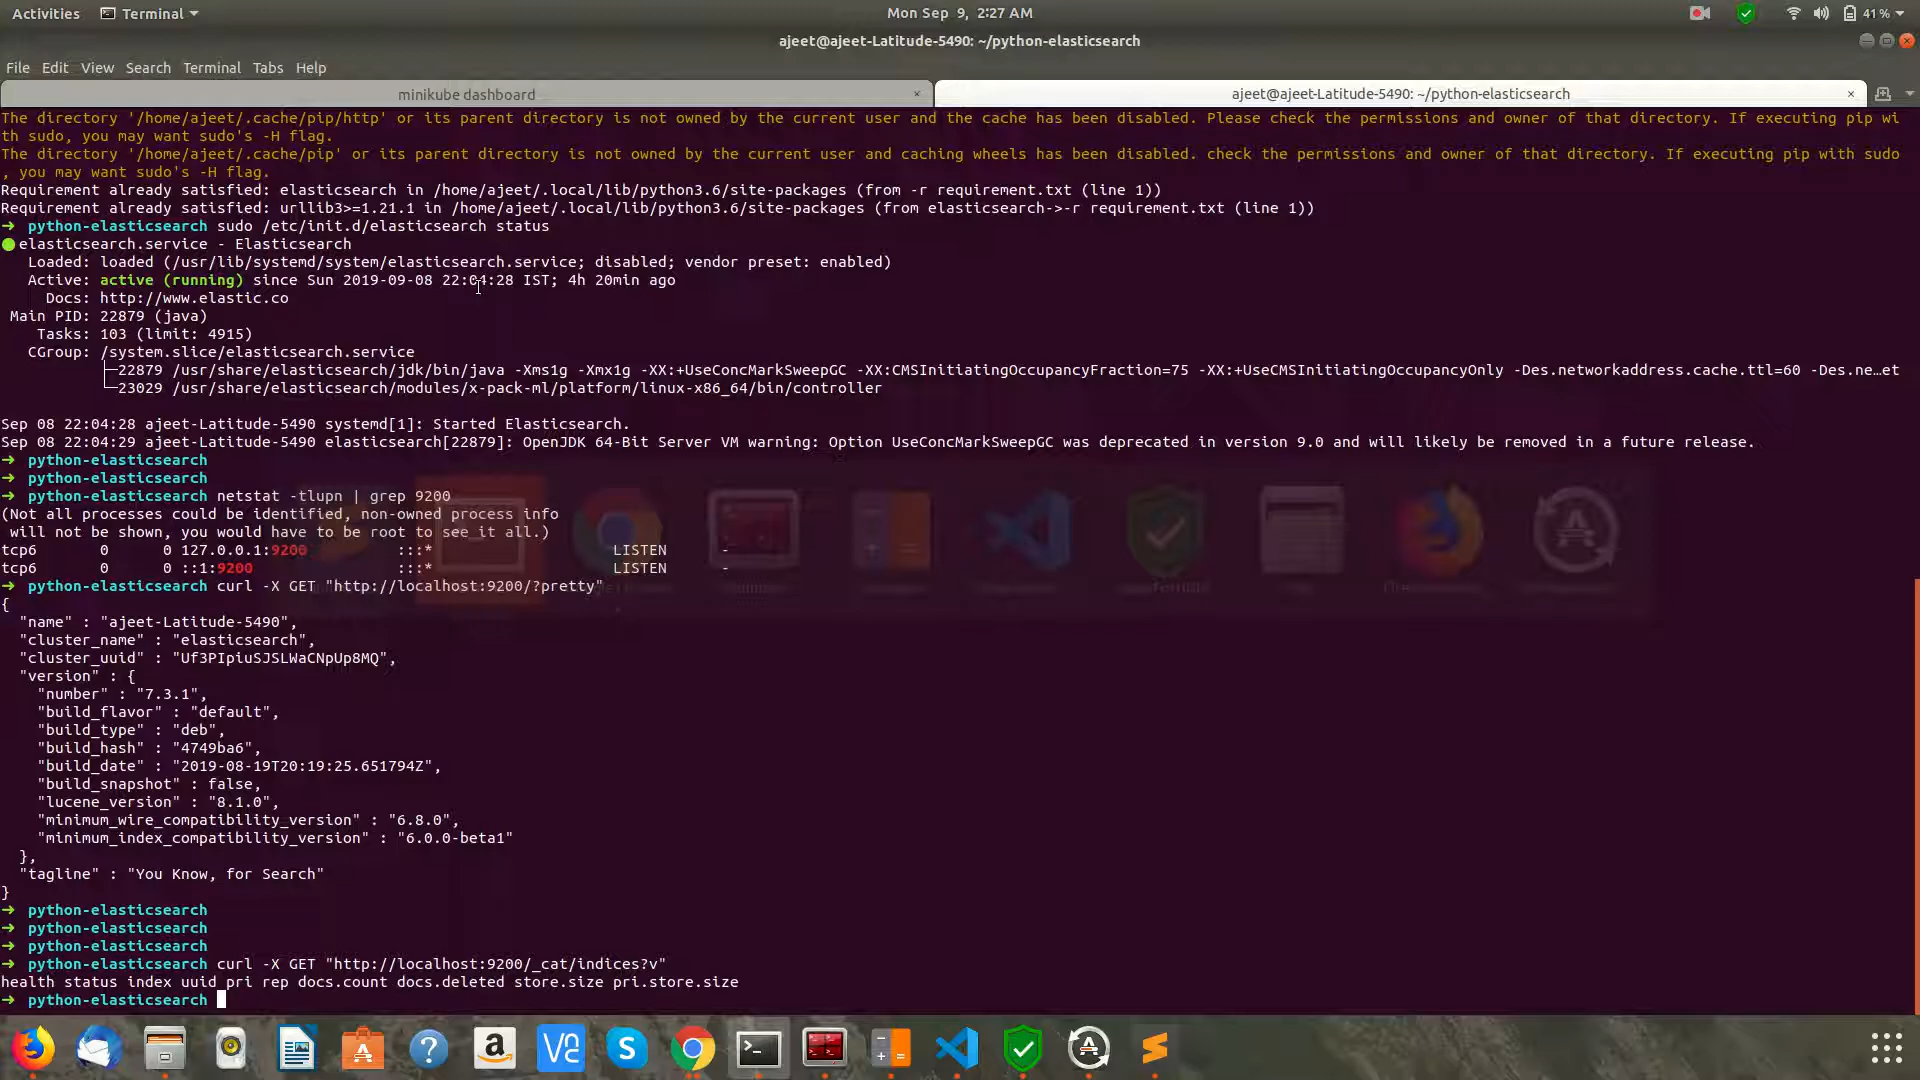 Activities
Terminal
Mon Sep 9, 2:27 AM
41 %
ajeet@ajeet-Latitude-5490: ~/python-elasticsearch
File Edit View Search Terminal Tabs Help
minikube dashboard
ajeet@ajeet-Latitude-5490: ~/python-elasticsearch
The directory '/home/ajeet/.cache/pip/http' or its parent directory is not owned by the current user and the cache has been disabled. Please check the permissions and owner of that directory. If executing pip wi
th sudo, you may want sudo's -H flag.
The directory '/home/ajeet/.cache/pip' or its parent directory is not owned by the current user and caching wheels has been disabled. check the permissions and owner of that directory. If executing pip with sudo
, you may want sudo's -H flag.
Requirement already satisfied: elasticsearch in /home/ajeet/.local/lib/python3.6/site-packages (from -r requirement.txt (line 1))
Requirement already satisfied: urllib3>=1.21.1 in /home/ajeet/.local/lib/python3.6/site-packages (from elasticsearch->-r requirement.txt (line 1))
➜ python-elasticsearch sudo /etc/init.d/elasticsearch status
● elasticsearch.service - Elasticsearch
Loaded: loaded (/usr/lib/systemd/system/elasticsearch.service; disabled; vendor preset: enabled)
Active: active (running) since Sun 2019-09-08 22:04:28 IST; 4h 20min ago
Docs: http://www.elastic.co
Main PID: 22879 (java)
Tasks: 103 (limit: 4915)
CGroup: /system.slice/elasticsearch.service
├─22879 /usr/share/elasticsearch/jdk/bin/java -Xms1g -Xmx1g -XX:+UseConcMarkSweepGC -XX:CMSInitiatingOccupancyFraction=75 -XX:+UseCMSInitiatingOccupancyOnly -Des.networkaddress.cache.ttl=60 -Des.ne…et
└─23029 /usr/share/elasticsearch/modules/x-pack-ml/platform/linux-x86_64/bin/controller
Sep 08 22:04:28 ajeet-Latitude-5490 systemd[1]: Started Elasticsearch.
Sep 08 22:04:29 ajeet-Latitude-5490 elasticsearch[22879]: OpenJDK 64-Bit Server VM warning: Option UseConcMarkSweepGC was deprecated in version 9.0 and will likely be removed in a future release.
➜ python-elasticsearch
➜ python-elasticsearch
➜ python-elasticsearch netstat -tlupn | grep 9200
(Not all processes could be identified, non-owned process info
will not be shown, you would have to be root to see it all.)
tcp6 0 0 127.0.0.1:9200 :::* LISTEN -
tcp6 0 0 ::1:9200 :::* LISTEN -
➜ python-elasticsearch curl -X GET "http://localhost:9200/?pretty"
{
"name" : "ajeet-Latitude-5490",
"cluster_name" : "elasticsearch",
"cluster_uuid" : "Uf3PIpiuSJSLWaCNpUp8MQ",
"version" : {
"number" : "7.3.1",
"build_flavor" : "default",
"build_type" : "deb",
"build_hash" : "4749ba6",
"build_date" : "2019-08-19T20:19:25.651794Z",
"build_snapshot" : false,
"lucene_version" : "8.1.0",
"minimum_wire_compatibility_version" : "6.8.0",
"minimum_index_compatibility_version" : "6.0.0-beta1"
},
"tagline" : "You Know, for Search"
}
➜ python-elasticsearch
➜ python-elasticsearch
➜ python-elasticsearch
➜ python-elasticsearch curl -X GET "http://localhost:9200/_cat/indices?v"
health status index uuid pri rep docs.count docs.deleted store.size pri.store.size
➜ python-elasticsearch